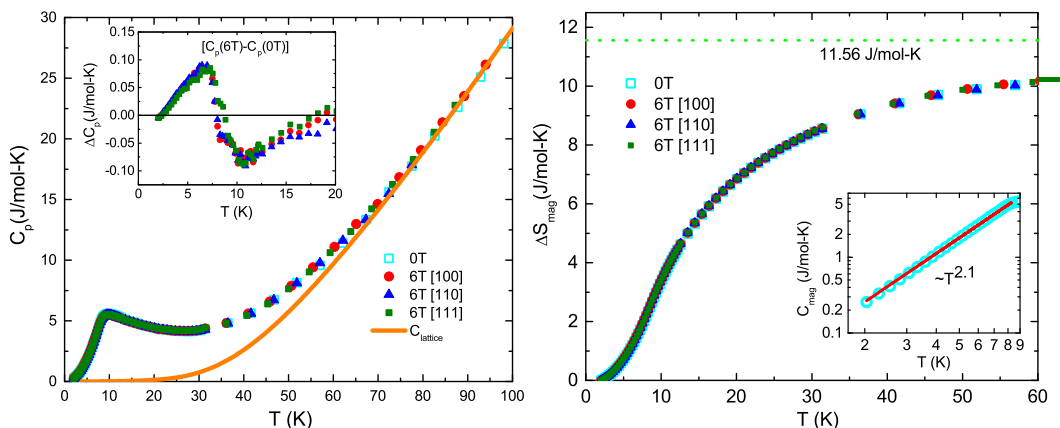 C_p(J/mol-K)
30
25
20
15
10
5
0
0 10 20 30 40 50 60 70 80 90 100
T (K)
[C_p(6T)-C_p(0T)]
ΔC_p(J/mol-K)
0.15
0.10
0.05
0.00
-0.05
-0.10
0 5 10 15 20
T (K)
0T
6T [100]
6T [110]
6T [111]
C_lattice
ΔS_mag(J/mol-K)
12
10
8
6
4
2
0
0 10 20 30 40 50 60
T (K)
11.56 J/mol-K
0T
6T [100]
6T [110]
6T [111]
C_mag (J/mol-K)
5
1
0.5
0.1
2 3 4 5 6 7 8 9
T (K)
~T^2.1